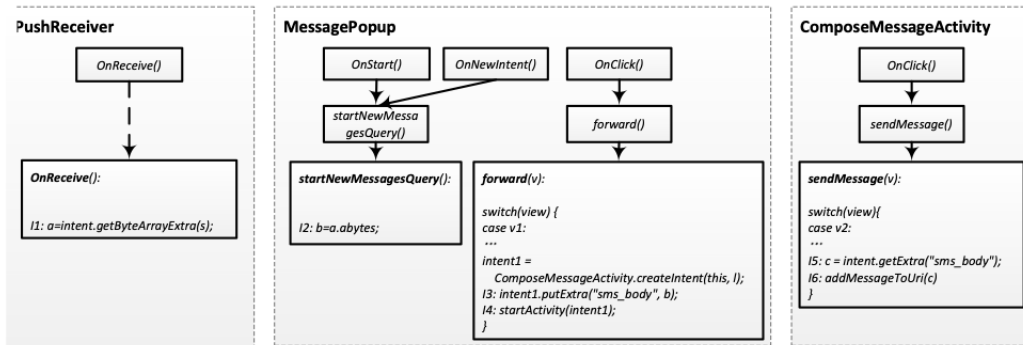 PushReceiver
OnReceive()
OnReceive():
I1: a=intent.getByteArrayExtra(s);
MessagePopup
OnStart()
OnNewIntent()
OnClick()
startNewMessa
gesQuery()
forward()
startNewMessagesQuery():
I2: b=a.abytes;
forward(v):
switch(view) {
case v1:
...
intent1 =
ComposeMessageActivity.createIntent(this, I);
I3: intent1.putExtra("sms_body", b);
I4: startActivity(intent1);
}
ComposeMessageActivity
OnClick()
sendMessage()
sendMessage(v):
switch(view){
case v2:
...
I5: c = intent.getExtra("sms_body");
I6: addMessageToUri(c)
}